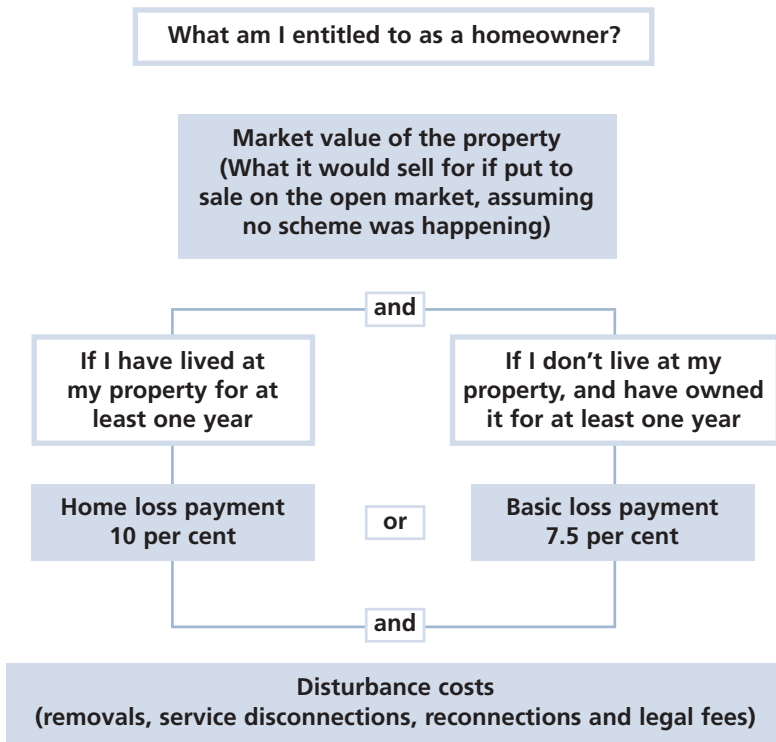 What am I entitled to as a homeowner?
Market value of the property
(What it would sell for if put to
sale on the open market, assuming
no scheme was happening)
and
If I have lived at
my property for at
least one year
If I don’t live at my
property, and have owned
it for at least one year
Home loss payment
10 per cent
or
Basic loss payment
7.5 per cent
and
Disturbance costs
(removals, service disconnections, reconnections and legal fees)